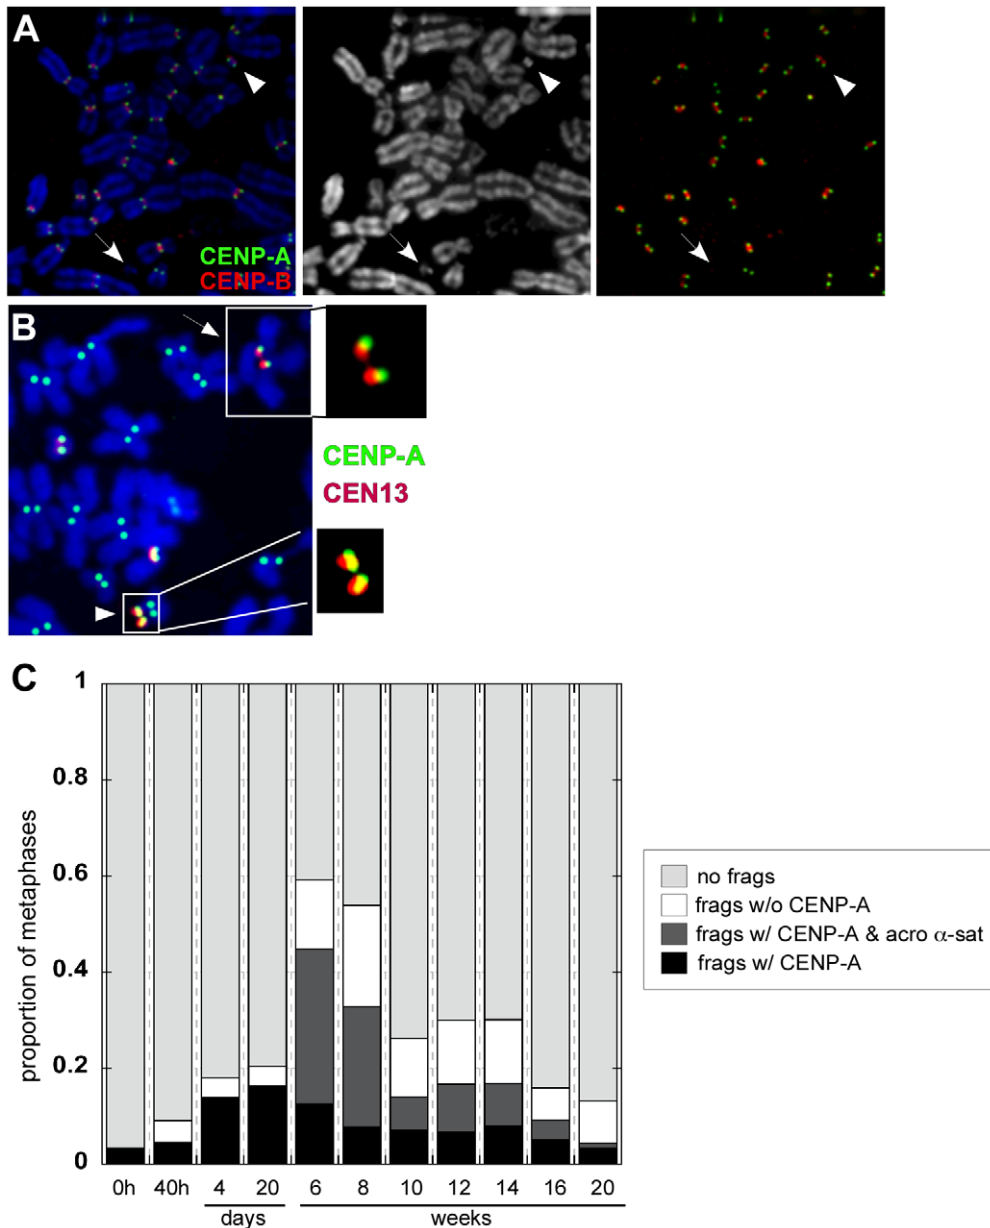 A
CENP-A
CENP-B
B
CENP-A
CEN13
C
proportion of metaphases
1
0.8
0.6
0.4
0.2
0
0h 40h 4 20 6 8 10 12 14 16 20
days weeks
no frags
frags w/o CENP-A
frags w/ CENP-A & acro α-sat
frags w/ CENP-A